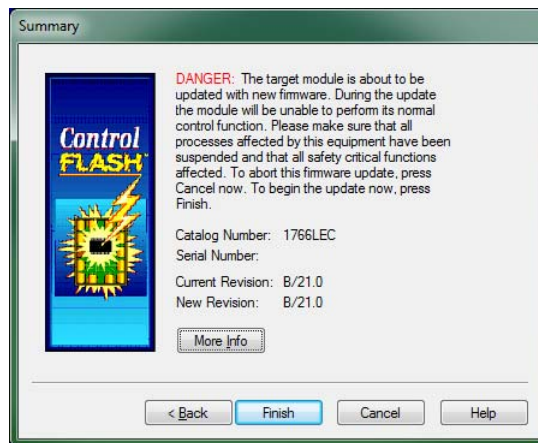 Summary
Control
FLASH
DANGER: The target module is about to be
updated with new firmware. During the update
the module will be unable to perform its normal
control function. Please make sure that all
processes affected by this equipment have been
suspended and that all safety critical functions
affected. To abort this firmware update, press
Cancel now. To begin the update now, press
Finish.
Catalog Number: 1766LEC
Serial Number:
Current Revision: B/21.0
New Revision: B/21.0
More Info
< Back
Finish
Cancel
Help